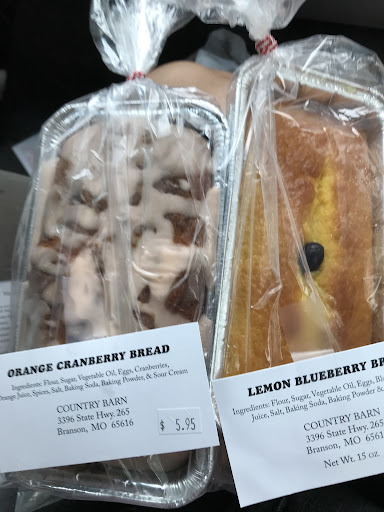 ORANGE CRANBERRY BREAD
Ingredients: Flour, Sugar, Vegetable Oil, Eggs, Cranberries,
Orange Juice, Spices, Salt, Baking Soda, Baking Powder, & Sour Cream
COUNTRY BARN
3396 State Hwy. 265
Branson, MO 65616
$ 5.95
LEMON BLUEBERRY BR
Ingredients: Flour, Sugar, Vegetable Oil, Eggs, Bl
Juice, Salt, Baking Soda, Baking Powder &
COUNTRY BARN
3396 State Hwy. 265
Branson, MO 6561
Net Wt. 15 oz.